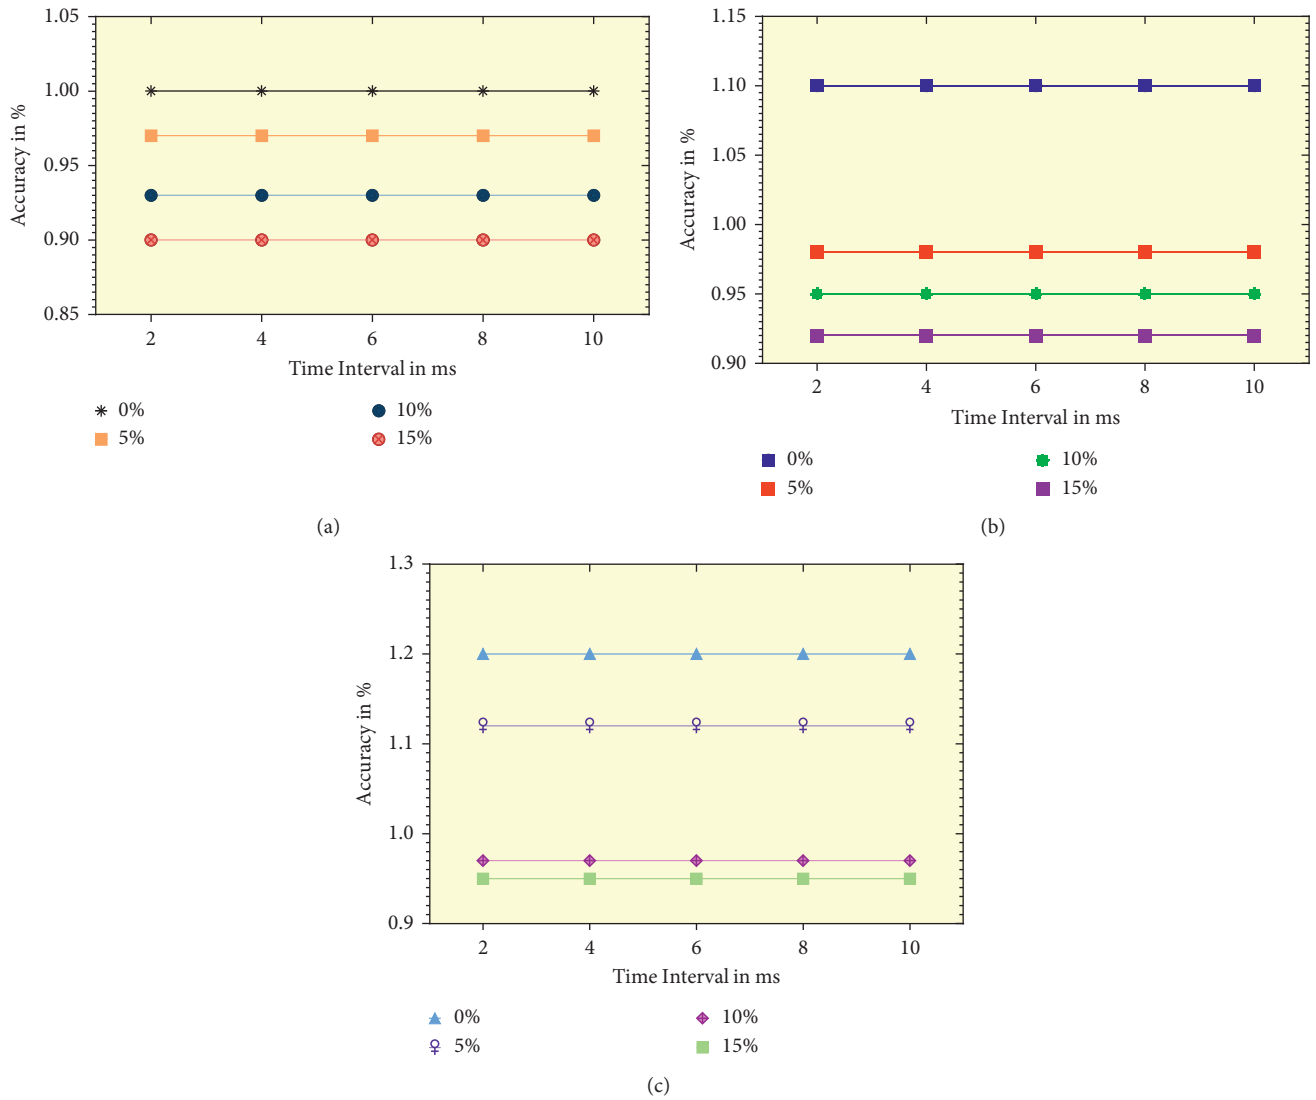 1.05
1.00
0.95
0.90
0.85
Accuracy in %
2 4 6 8 10
Time Interval in ms
0% 10%
5% 15%
(a)
1.15
1.10
1.05
1.00
0.95
0.90
Accuracy in %
2 4 6 8 10
Time Interval in ms
0% 10%
5% 15%
(b)
1.3
1.2
1.1
1.0
0.9
Accuracy in %
2 4 6 8 10
Time Interval in ms
0% 10%
5% 15%
(c)